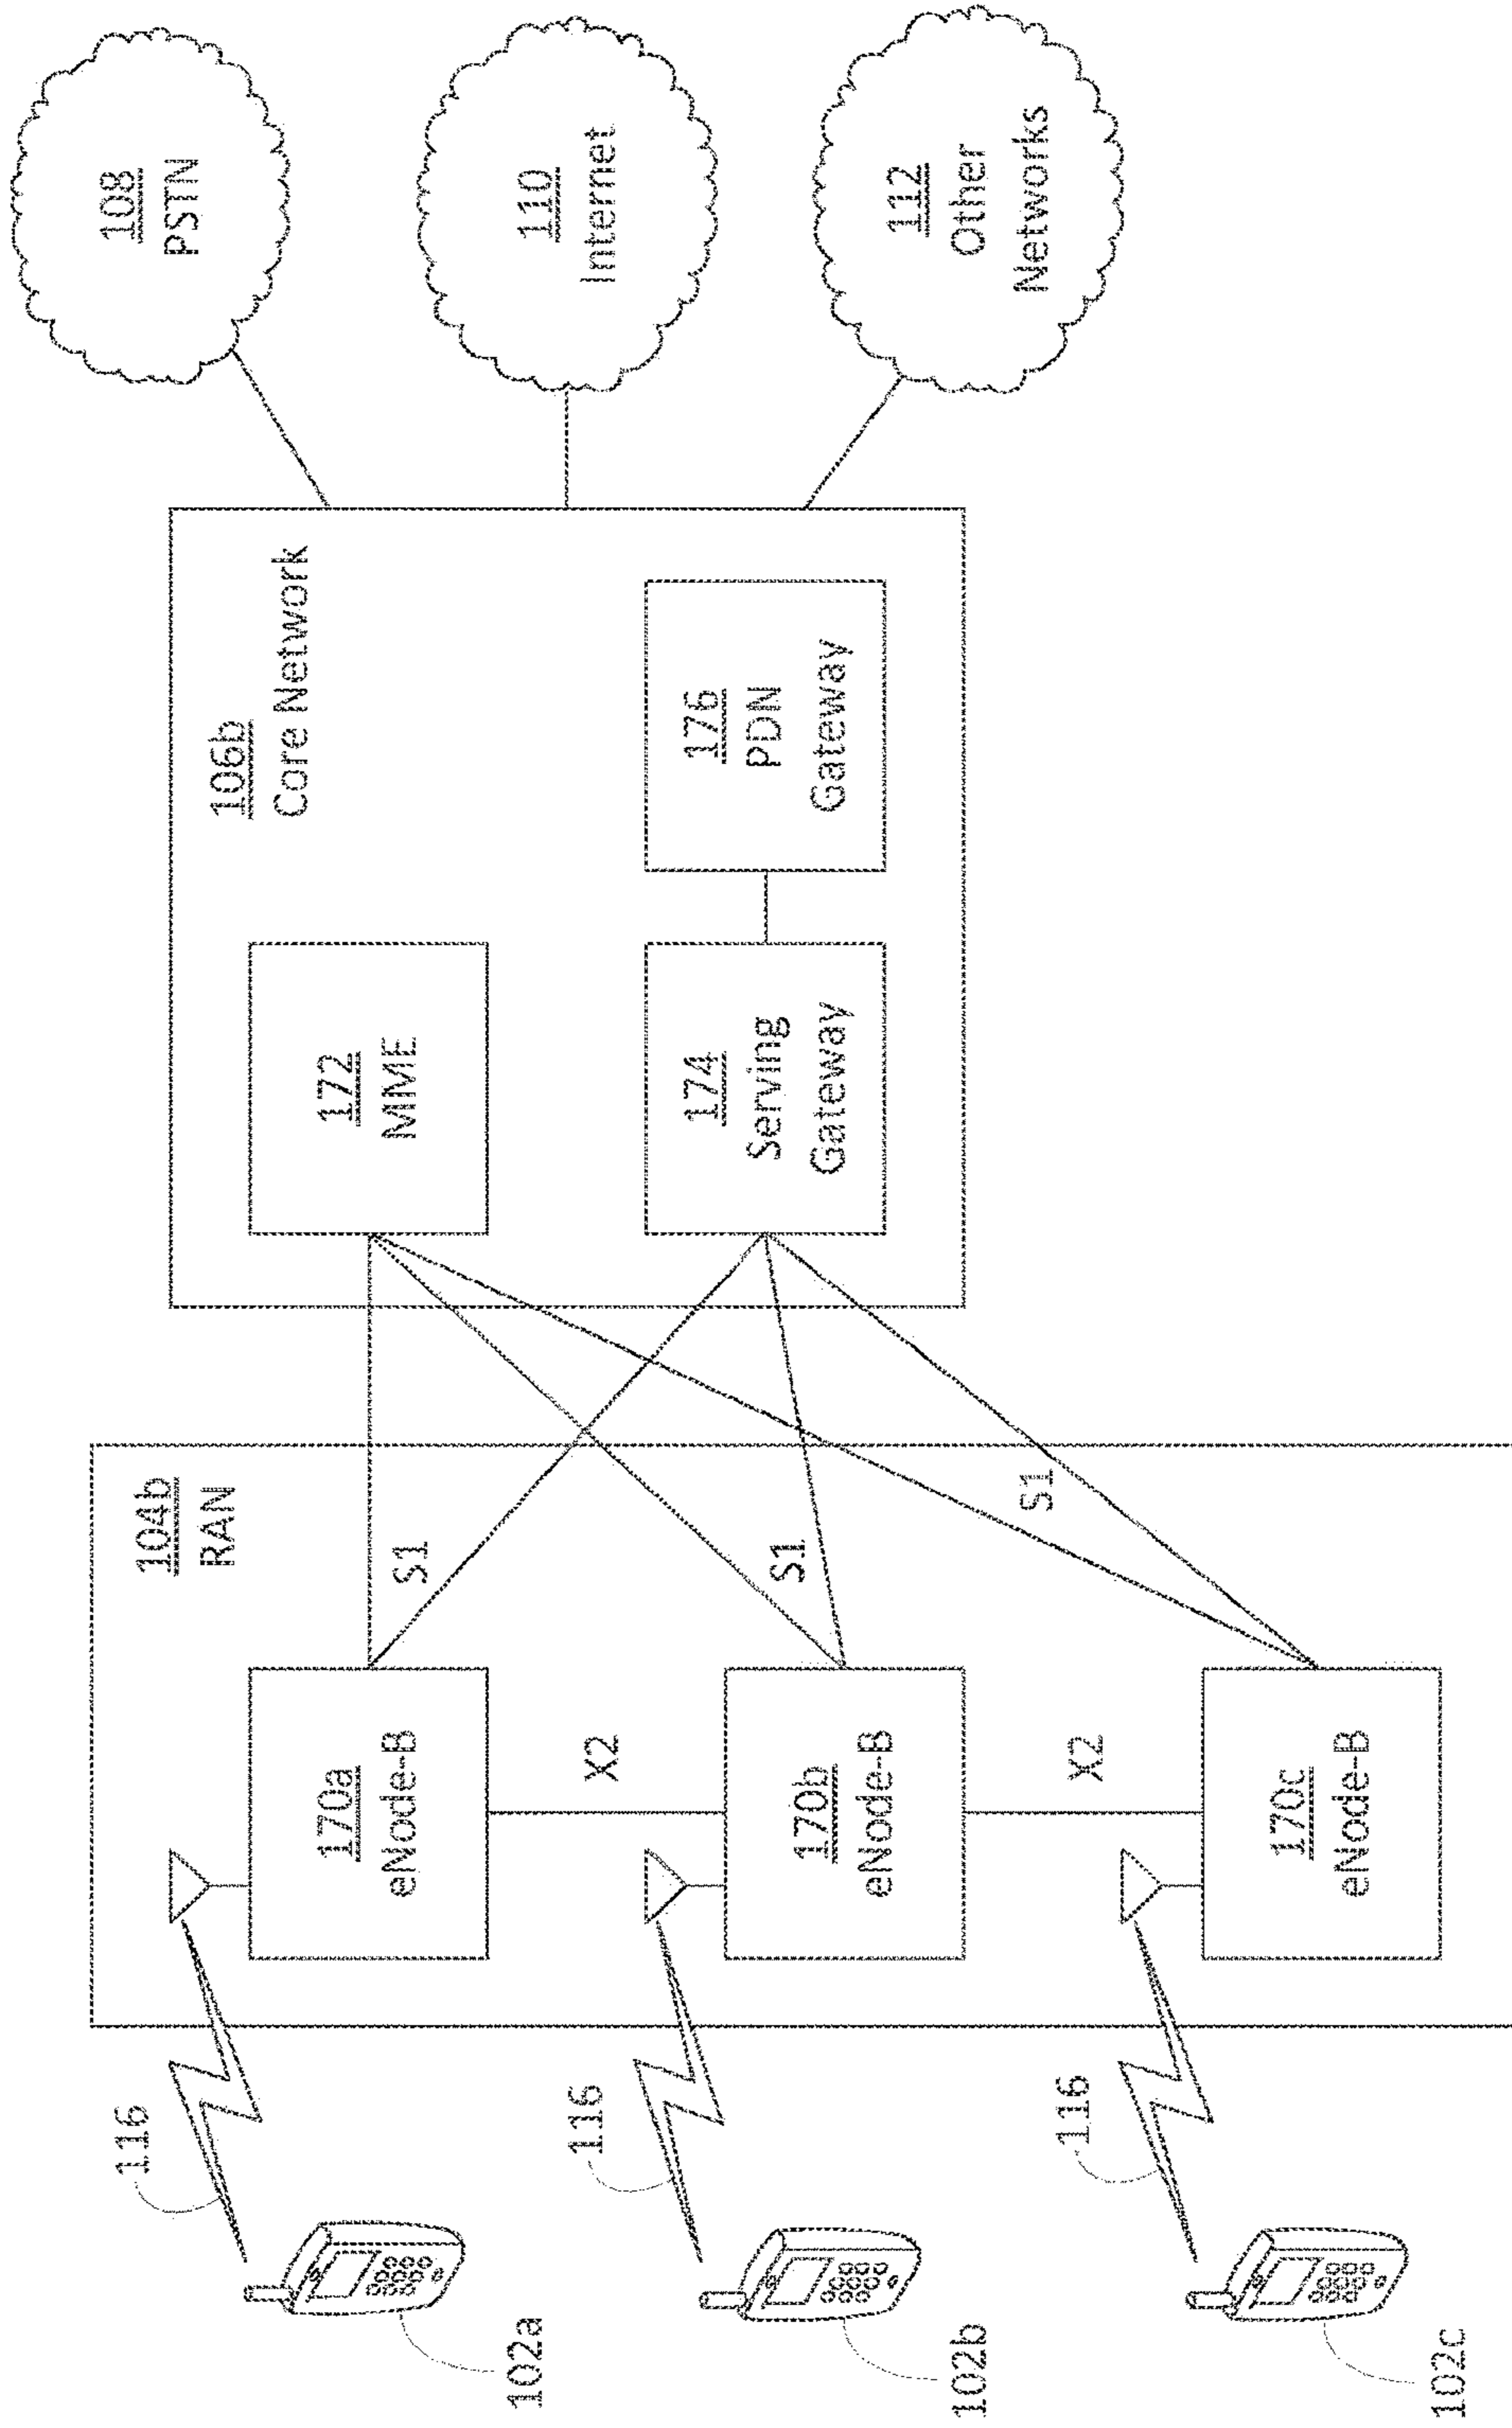 116
102a
116
102b
116
102c
104b
RAN
170a
eNode-B
X2
170b
eNode-B
X2
170c
eNode-B
S1
S1
S1
106b
Core Network
172
MME
174
Serving
Gateway
176
PDN
Gateway
108
PSTN
110
Internet
112
Other
Networks